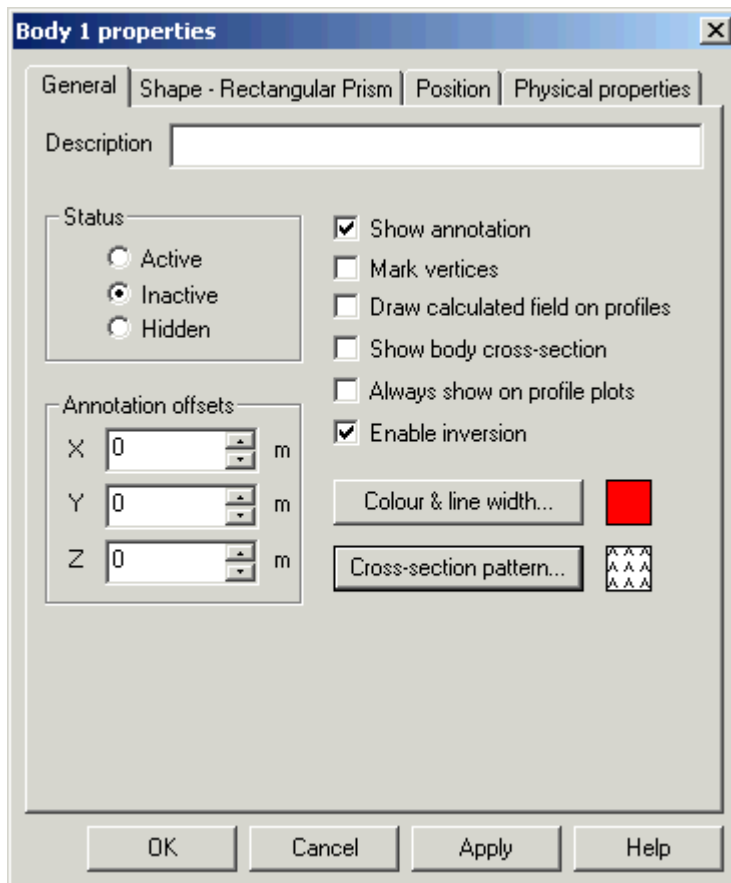 Body 1 properties
General Shape - Rectangular Prism Position Physical properties
Description
Status
Active
Inactive
Hidden
Show annotation
Mark vertices
Draw calculated field on profiles
Show body cross-section
Always show on profile plots
Enable inversion
Annotation offsets
X 0 m
Y 0 m
Z 0 m
Colour & line width...
Cross-section pattern...
OK Cancel Apply Help